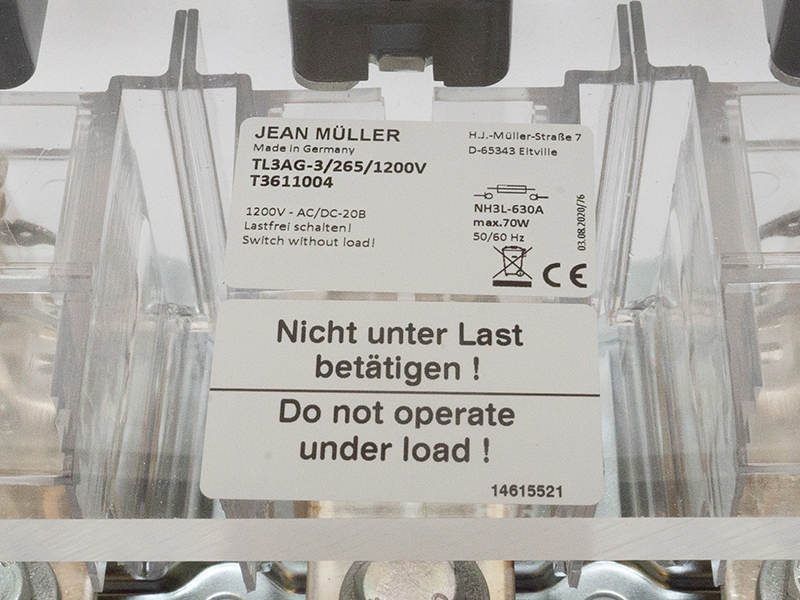 JEAN MÜLLER
Made in Germany
TL3AG-3/265/1200V
T3611004
1200V - AC/DC-20B
Lastfrei schalten!
Switch without load!
H.J.-Müller-Straße 7
D-65343 Eltville
NH3L-630A
max.70W
50/60 Hz
03.08.2020/76
CE
Nicht unter Last
betätigen !
Do not operate
under load !
14615521